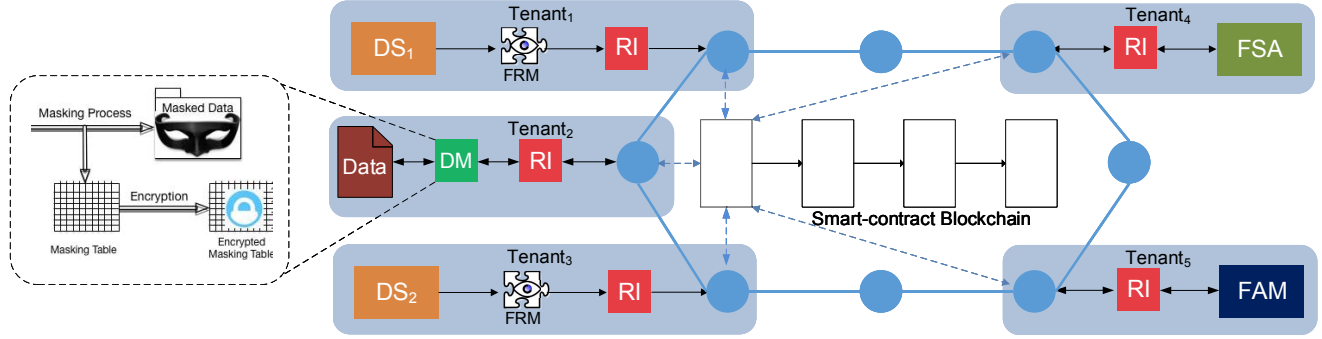 Masking Process
Masked Data
Encryption
Masking Table
Encrypted
Masking Table
Tenant1
DS1
FRM
RI
Tenant2
Data
DM
RI
Tenant3
DS2
FRM
RI
Smart-contract Blockchain
Tenant4
RI
FSA
Tenant5
RI
FAM